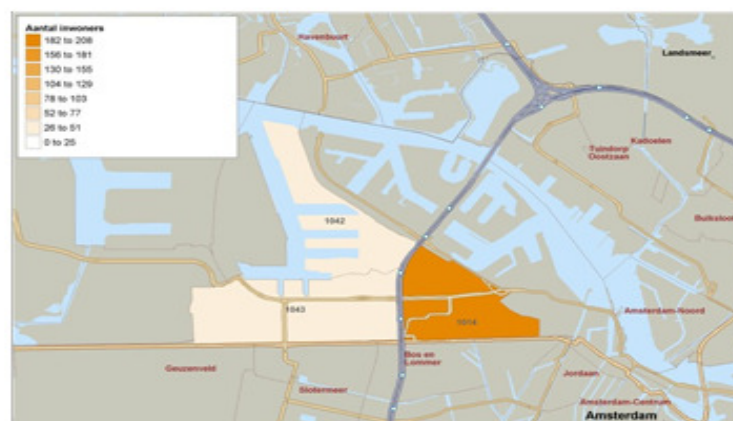 Aantal inwoners
182 to 208
156 to 181
130 to 155
104 to 129
78 to 103
52 to 77
26 to 51
0 to 25
Havenbuurt
Landsmeer
Kadoelen
Tuindorp
Oostzaan
Buiksloot
1042
1043
1014
Amsterdam-Noord
Bos en
Lommer
Geuzenveld
Slotermeer
Jordaan
Amsterdam-Centrum
Amsterdam